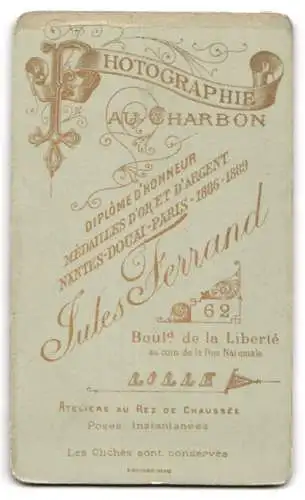 PHOTOGRAPHIE
AU CHARBON
DIPLÔME D'HONNEUR
MÉDAILLES D'OR ET D'ARGENT
NANTES-DOUAI-PARIS-1886-1889
Jules Ferrand
62
Boulᵈ de la Liberté
au coin de la Rue Nationale
LILLE
ATELIERS AU REZ DE CHAUSSÉE
Poses Instantanées
Les Clichés sont conservés